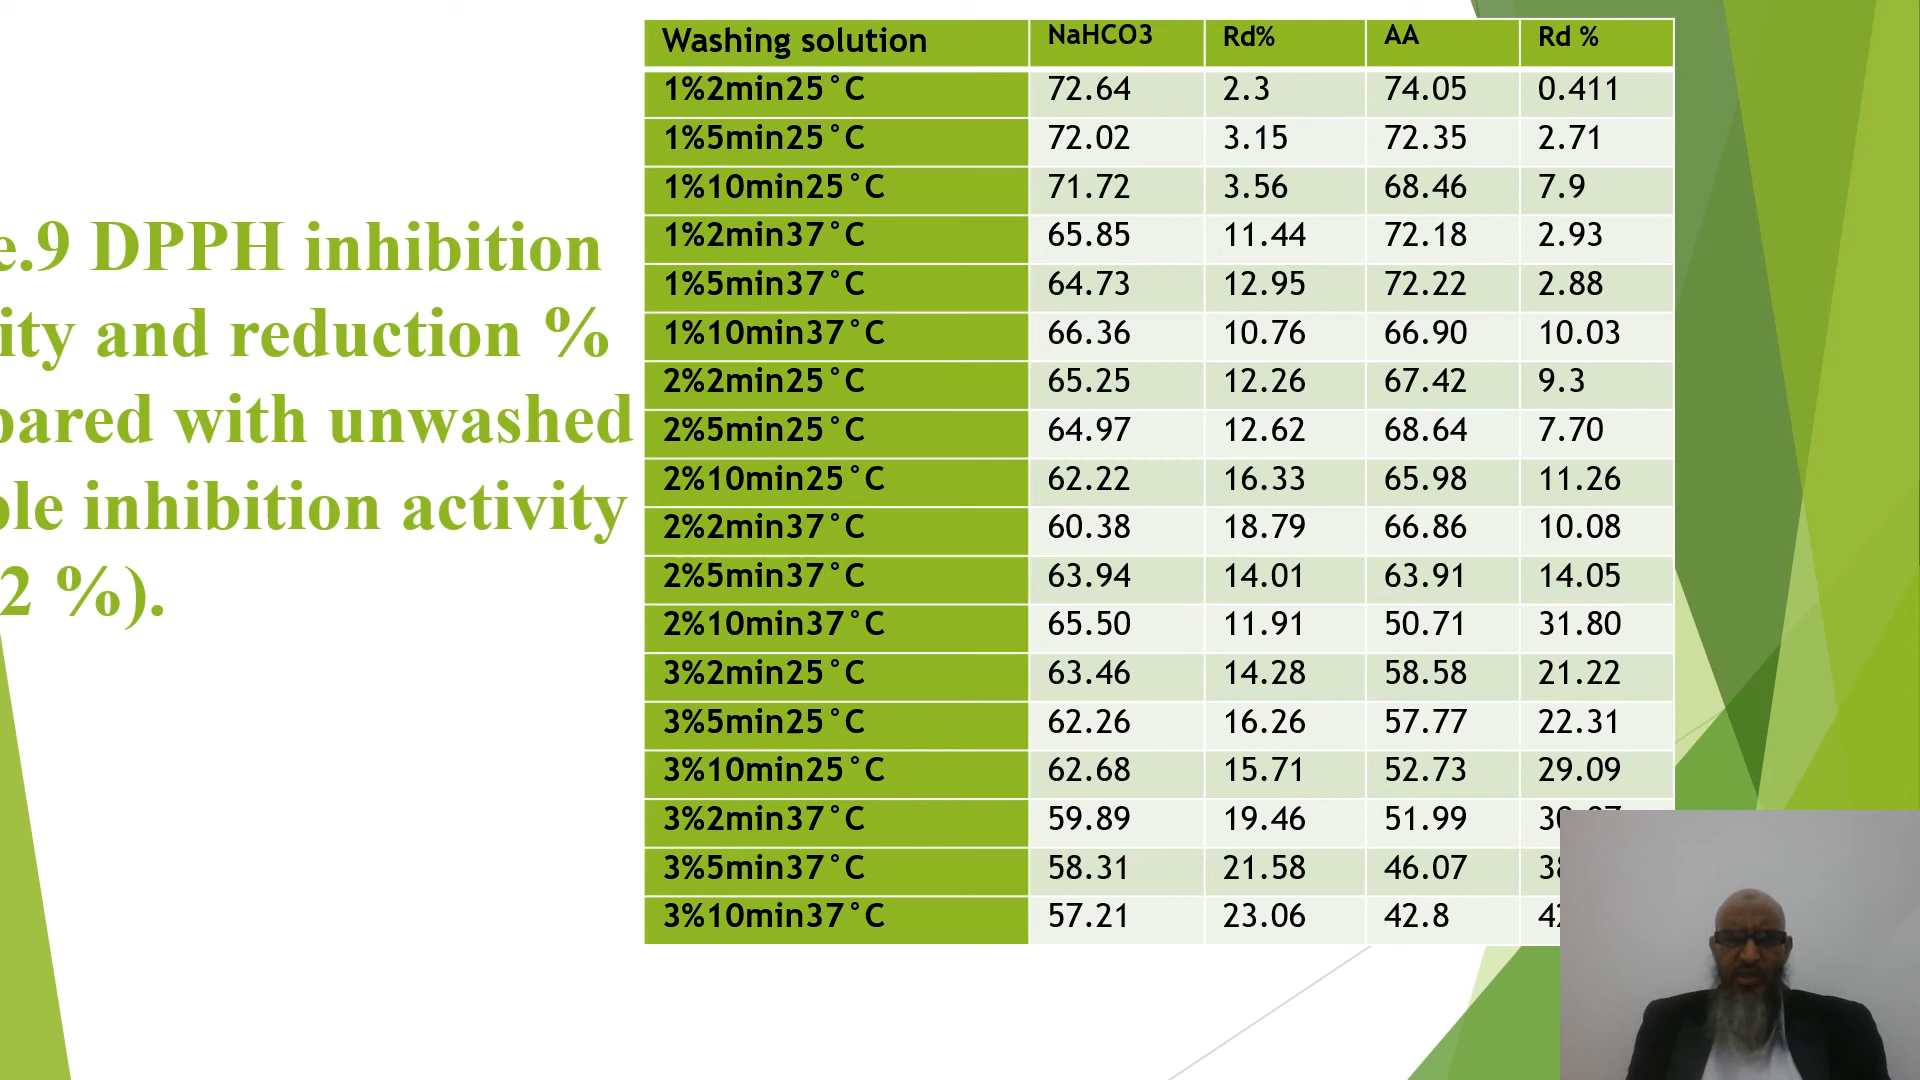 .9 DPPH inhibition
and reduction %
with unwashed
inhibition activity
2 %).
Washing solution NaHCO3 Rd% AA Rd %
1%2min25°C 72.64 2.3 74.05 0.411
1%5min25°C 72.02 3.15 72.35 2.71
1%10min25°C 71.72 3.56 68.46 7.9
1%2min37°C 65.85 11.44 72.18 2.93
1%5min37°C 64.73 12.95 72.22 2.88
1%10min37°C 66.36 10.76 66.90 10.03
2%2min25°C 65.25 12.26 67.42 9.3
2%5min25°C 64.97 12.62 68.64 7.70
2%10min25°C 62.22 16.33 65.98 11.26
2%2min37°C 60.38 18.79 66.86 10.08
2%5min37°C 63.94 14.01 63.91 14.05
2%10min37°C 65.50 11.91 50.71 31.80
3%2min25°C 63.46 14.28 58.58 21.22
3%5min25°C 62.26 16.26 57.77 22.31
3%10min25°C 62.68 15.71 52.73 29.09
3%2min37°C 59.89 19.46 51.99
3%5min37°C 58.31 21.58 46.07
3%10min37°C 57.21 23.06 42.8